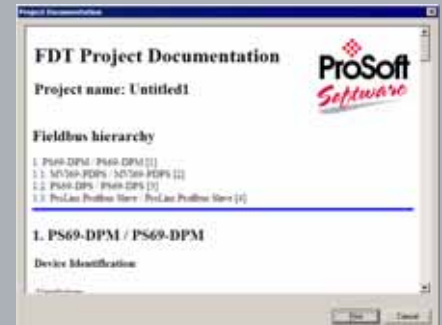 Project Documentation
FDT Project Documentation
ProSoft
Software
Project name: Untitled1
Fieldbus hierarchy
1. PS69-DPM / PS69-DPM [1]
1.1. MVI69-PDPS / MVI69-PDPS [2]
1.2. PS69-DPS / PS69-DPS [3]
1.3. ProLinx Profibus Slave / ProLinx Profibus Slave [4]
1. PS69-DPM / PS69-DPM
Device Identification
Print
Cancel